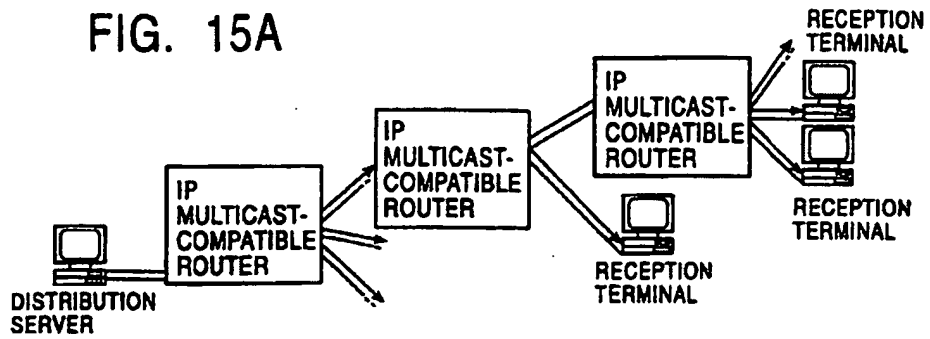 FIG. 15A
RECEPTION
TERMINAL
IP
MULTICAST-
COMPATIBLE
ROUTER
IP
MULTICAST-
COMPATIBLE
ROUTER
IP
MULTICAST-
COMPATIBLE
ROUTER
RECEPTION
TERMINAL
RECEPTION
TERMINAL
DISTRIBUTION
SERVER